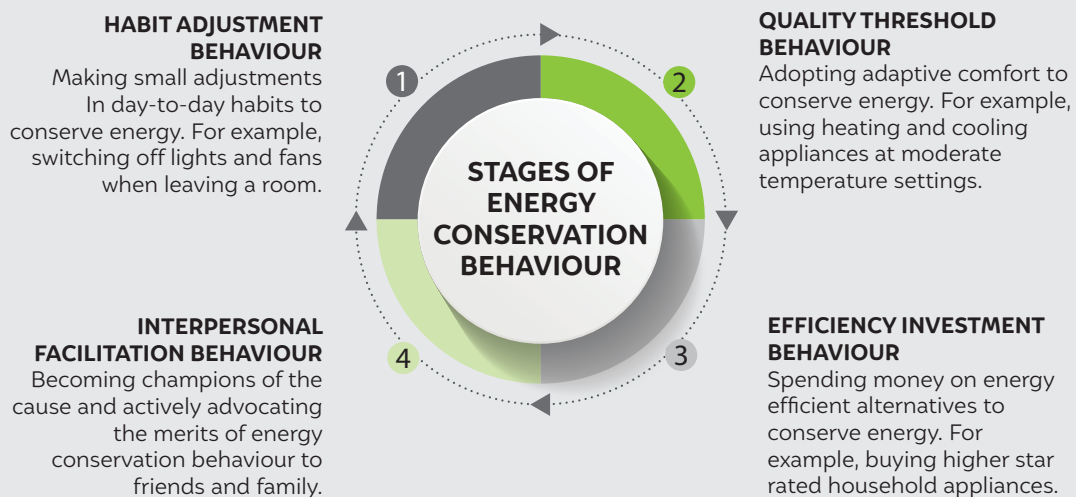 HABIT ADJUSTMENT
BEHAVIOUR
Making small adjustments
In day-to-day habits to
conserve energy. For example,
switching off lights and fans
when leaving a room.
1
2
QUALITY THRESHOLD
BEHAVIOUR
Adopting adaptive comfort to
conserve energy. For example,
using heating and cooling
appliances at moderate
temperature settings.
STAGES OF
ENERGY
CONSERVATION
BEHAVIOUR
3
EFFICIENCY INVESTMENT
BEHAVIOUR
Spending money on energy
efficient alternatives to
conserve energy. For
example, buying higher star
rated household appliances.
4
INTERPERSONAL
FACILITATION BEHAVIOUR
Becoming champions of the
cause and actively advocating
the merits of energy
conservation behaviour to
friends and family.